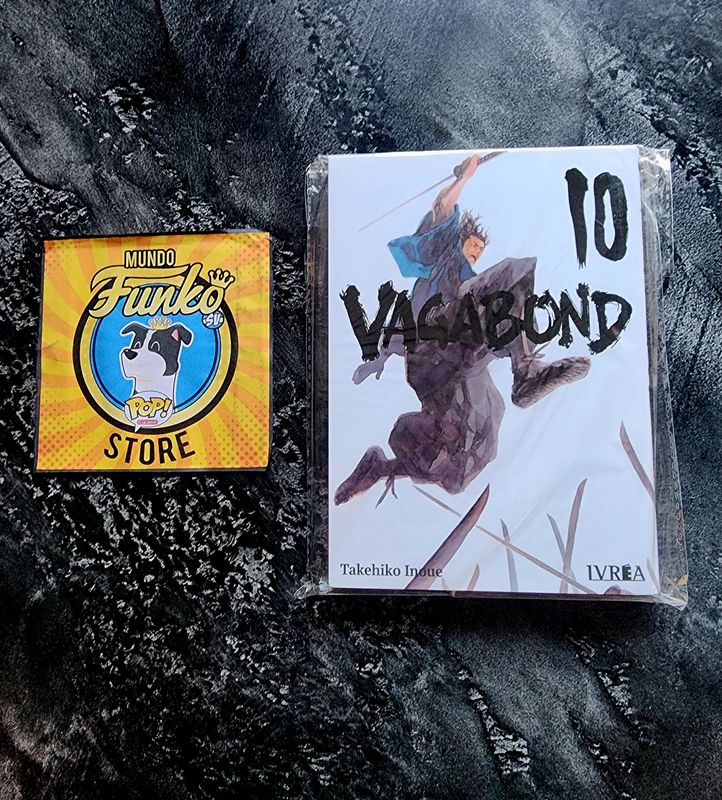 MUNDO
Funko
SV
POP!
STORE
10
VAGABOND
Takehiko Inoue
IVREA